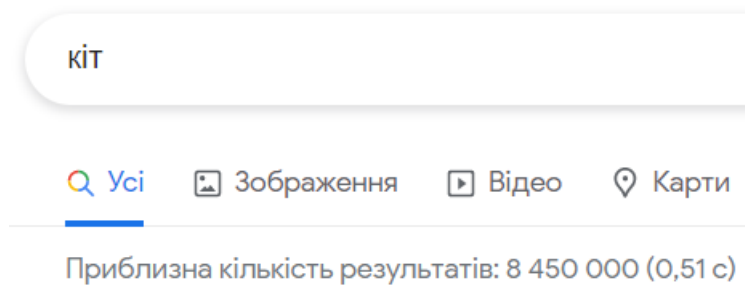 кіт
Усі Зображення Відео Карти
Приблизна кількість результатів: 8 450 000 (0,51 с)